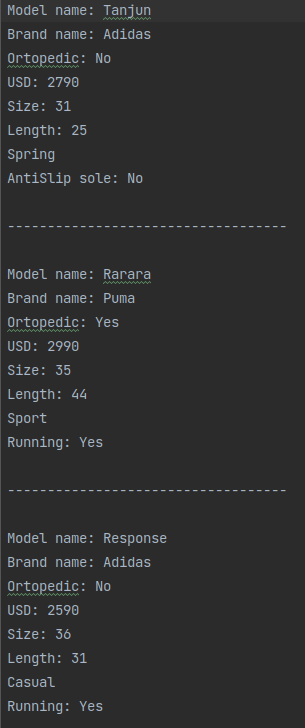 Model name: Tanjun
Brand name: Adidas
Ortopedic: No
USD: 2790
Size: 31
Length: 25
Spring
AntiSlip sole: No
-----------------------------------
Model name: Rarara
Brand name: Puma
Ortopedic: Yes
USD: 2990
Size: 35
Length: 44
Sport
Running: Yes
-----------------------------------
Model name: Response
Brand name: Adidas
Ortopedic: No
USD: 2590
Size: 36
Length: 31
Casual
Running: Yes